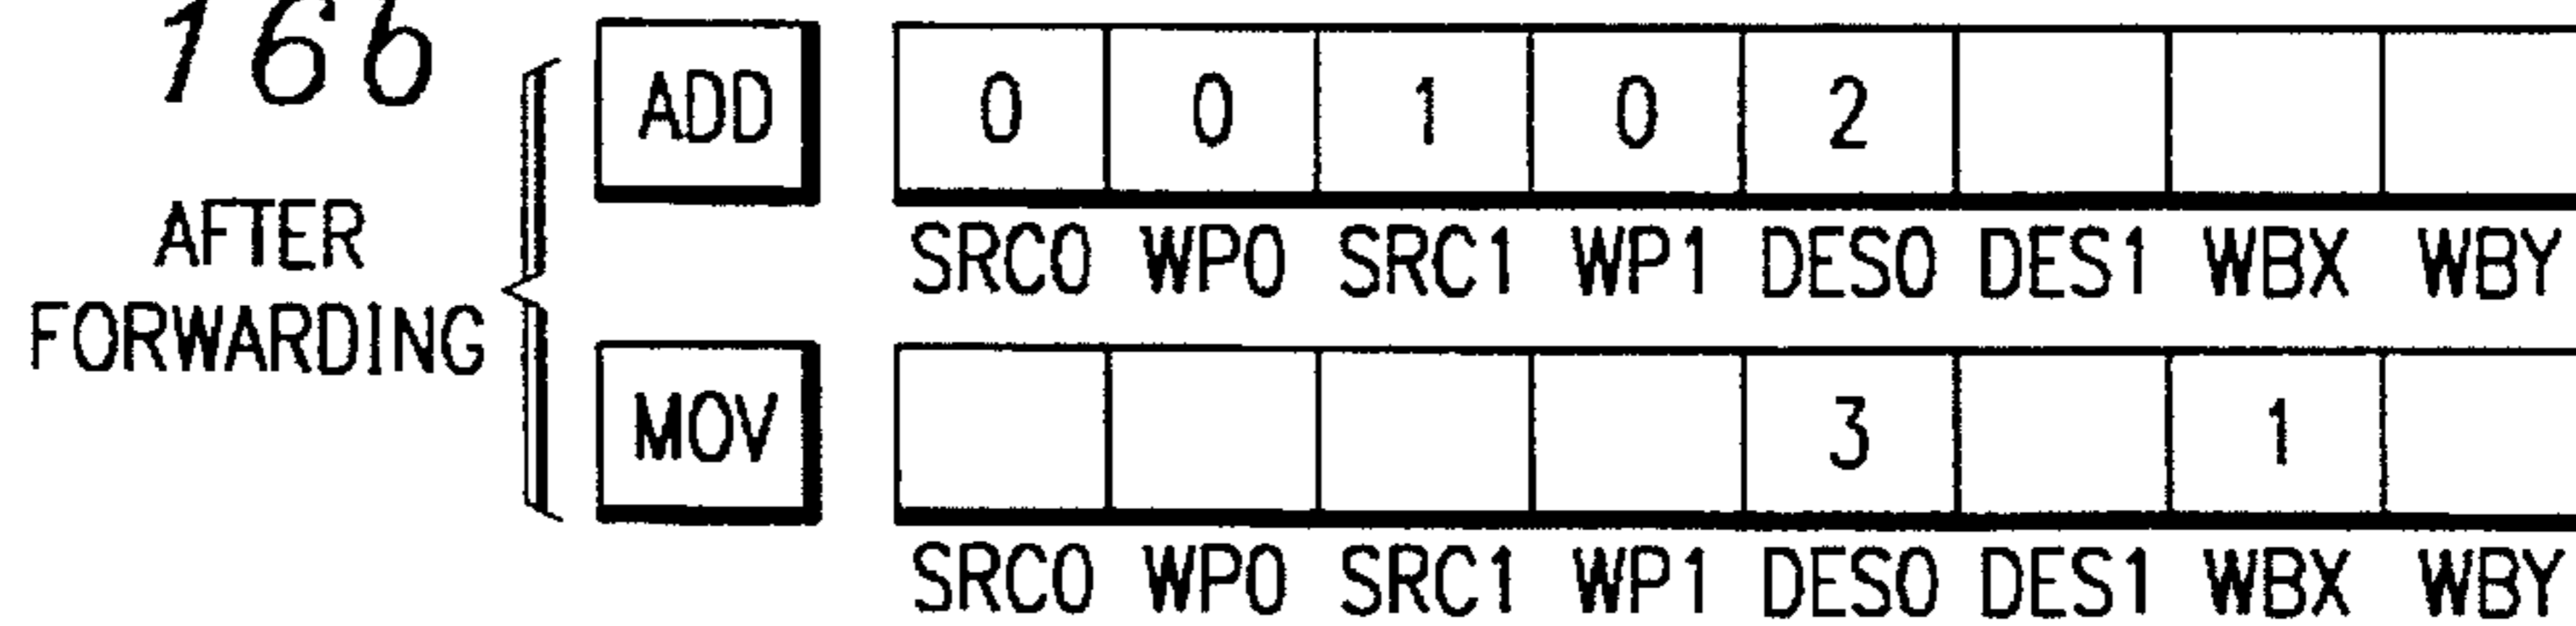 166
AFTER
FORWARDING
ADD 0 0 1 0 2
SRC0 WP0 SRC1 WP1 DES0 DES1 WBX WBY
MOV 3 1
SRC0 WP0 SRC1 WP1 DES0 DES1 WBX WBY